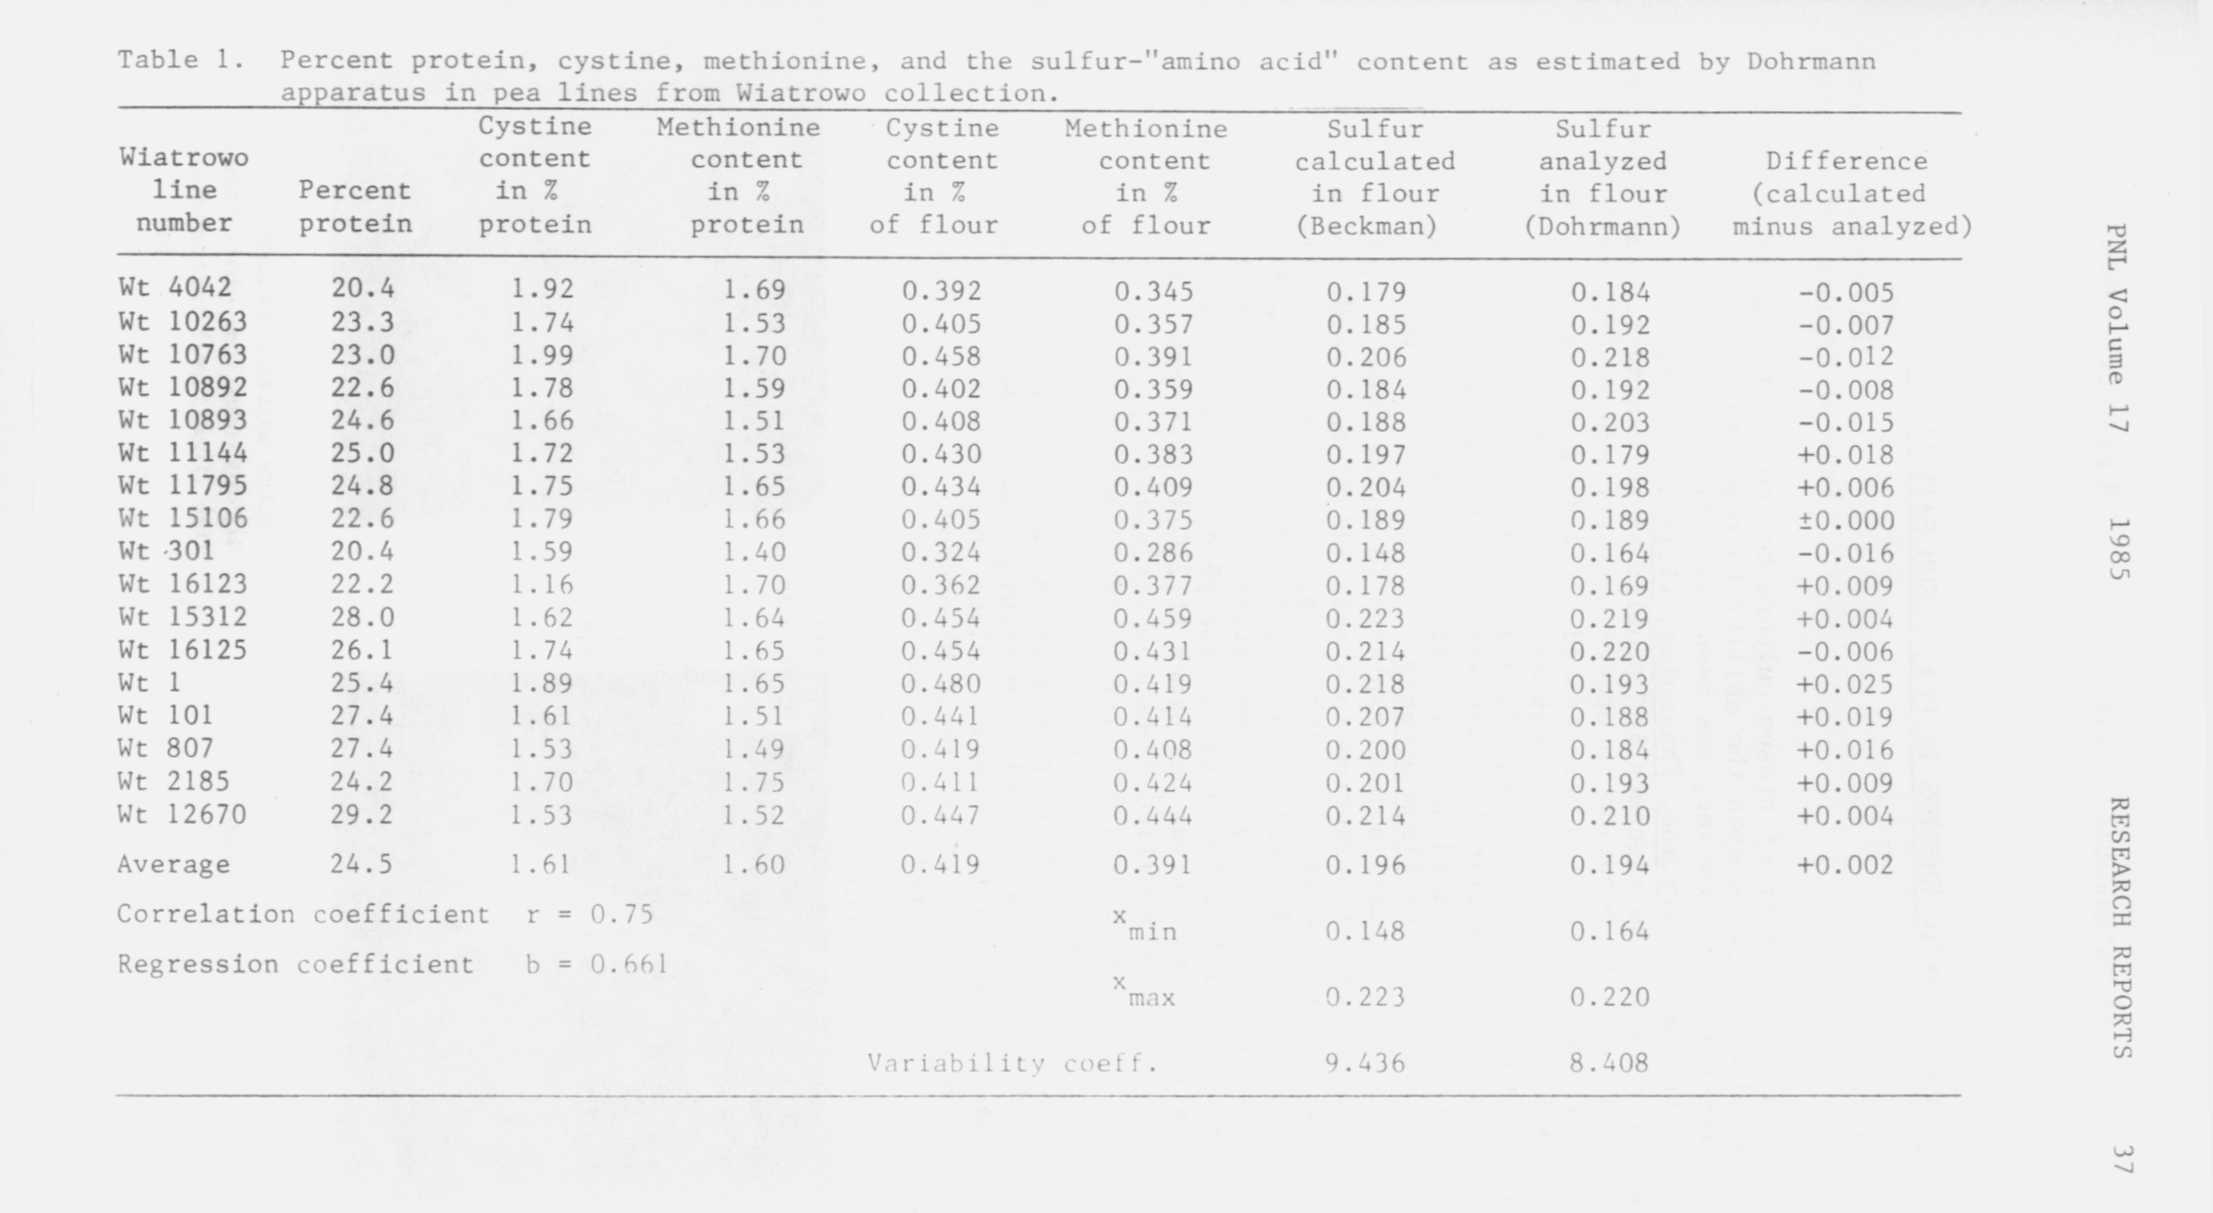 Table 1. Percent protein, cystine, methionine, and the sulfur-"amino acid" content as estimated by Dohrmann
apparatus in pea lines from Wiatrowo collection.
Cystine Methionine Cystine Methionine Sulfur Sulfur
Wiatrowo content content content content calculated analyzed Difference
line Percent in % in % in % in % in flour in flour (calculated
number protein protein protein of flour of flour (Beckman) (Dohrmann) minus analyzed)
Wt 4042 20.4 1.92 1.69 0.392 0.345 0.179 0.184 -0.005
Wt 10263 23.3 1.74 1.53 0.405 0.357 0.185 0.192 -0.007
Wt 10763 23.0 1.99 1.70 0.458 0.391 0.206 0.218 -0.012
Wt 10892 22.6 1.78 1.59 0.402 0.359 0.184 0.192 -0.008
Wt 10893 24.6 1.66 1.51 0.408 0.371 0.188 0.203 -0.015
Wt 11144 25.0 1.72 1.53 0.430 0.383 0.197 0.179 +0.018
Wt 11795 24.8 1.75 1.65 0.434 0.409 0.204 0.198 +0.006
Wt 15106 22.6 1.79 1.66 0.405 0.375 0.189 0.189 ±0.000
Wt 301 20.4 1.59 1.40 0.324 0.286 0.148 0.164 -0.016
Wt 16123 22.2 1.16 1.70 0.362 0.377 0.178 0.169 +0.009
Wt 15312 28.0 1.62 1.64 0.454 0.459 0.223 0.219 +0.004
Wt 16125 26.1 1.74 1.65 0.454 0.431 0.214 0.220 -0.006
Wt 1 25.4 1.89 1.65 0.480 0.419 0.218 0.193 +0.025
Wt 101 27.4 1.61 1.51 0.441 0.414 0.207 0.188 +0.019
Wt 807 27.4 1.53 1.49 0.419 0.408 0.200 0.184 +0.016
Wt 2185 24.2 1.70 1.75 0.411 0.424 0.201 0.193 +0.009
Wt 12670 29.2 1.53 1.52 0.447 0.444 0.214 0.210 +0.004
Average 24.5 1.61 1.60 0.419 0.391 0.196 0.194 +0.002
Correlation coefficient r = 0.75 x min 0.148 0.164
Regression coefficient b = 0.661
x max 0.223 0.220
Variability coeff. 9.436 8.408
PNL Volume 17 1985 RESEARCH REPORTS 37